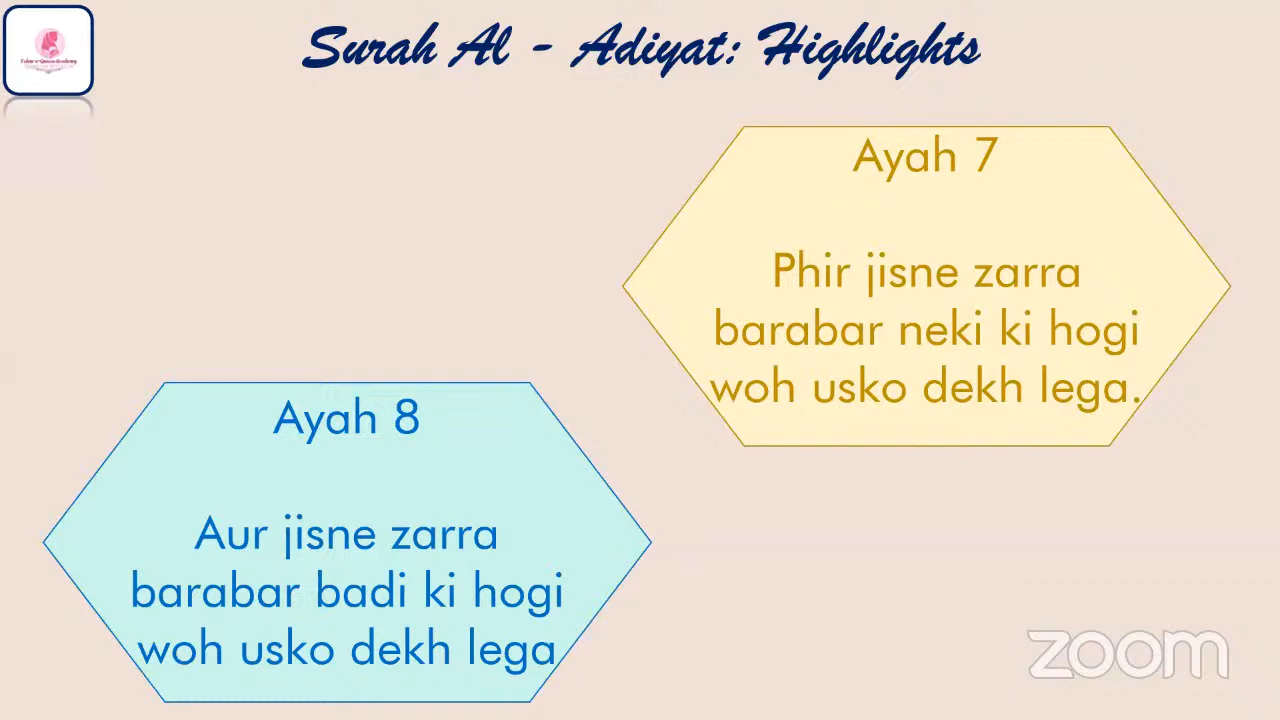 Surah Al - Adiyat: Highlights
Ayah 7
Phir jisne zarra
barabar neki ki hogi
woh usko dekh lega.
Ayah 8
Aur jisne zarra
barabar badi ki hogi
woh usko dekh lega
zoom